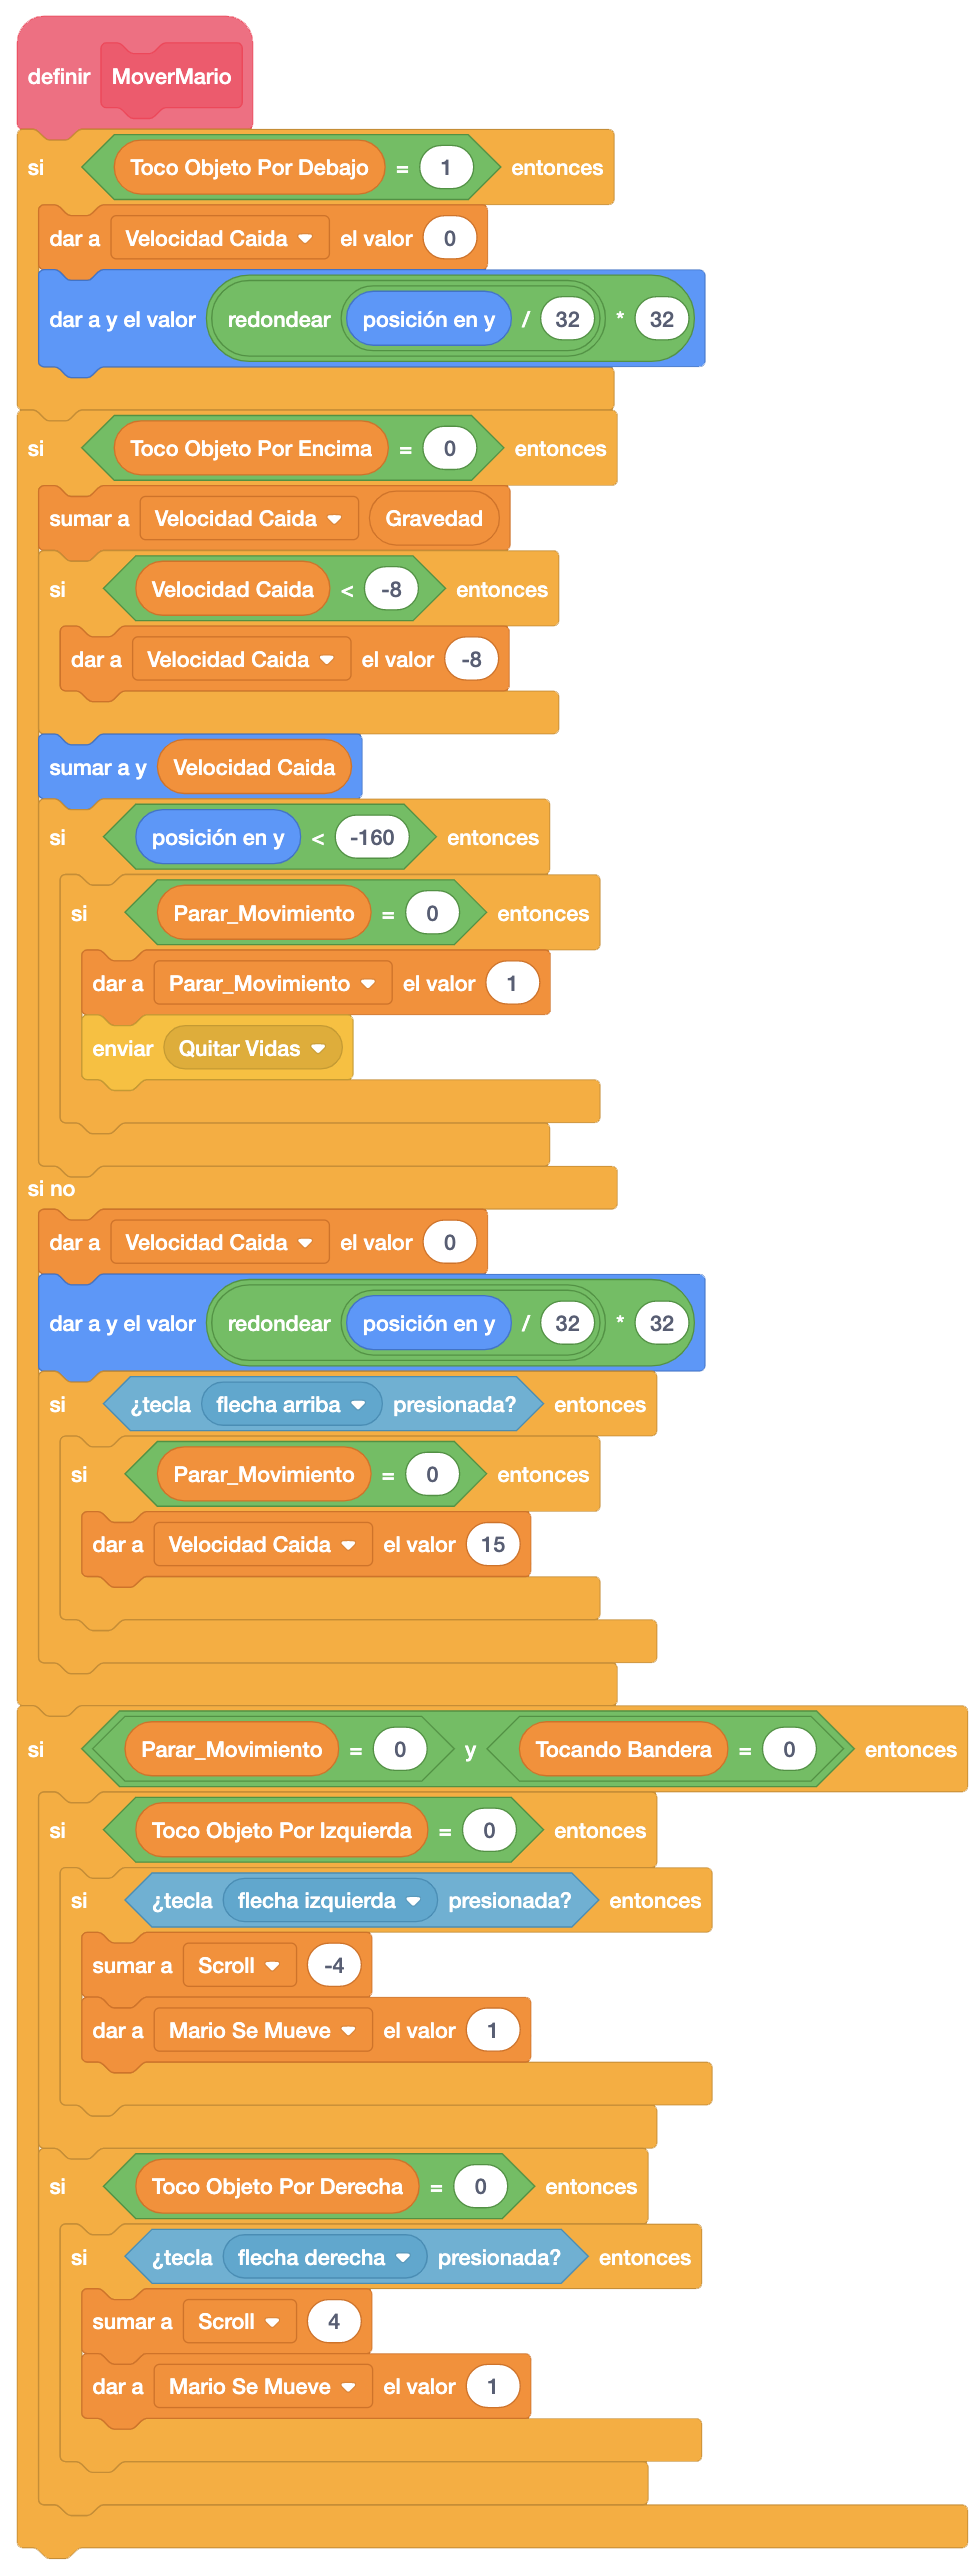 definir MoverMario
si Toco Objeto Por Debajo = 1 entonces
dar a Velocidad Caida el valor 0
dar a y el valor redondear posición en y / 32 * 32
si Toco Objeto Por Encima = 0 entonces
sumar a Velocidad Caida Gravedad
si Velocidad Caida < -8 entonces
dar a Velocidad Caida el valor -8
sumar a y Velocidad Caida
si posición en y < -160 entonces
si Parar_Movimiento = 0 entonces
dar a Parar_Movimiento el valor 1
enviar Quitar Vidas
si no
dar a Velocidad Caida el valor 0
dar a y el valor redondear posición en y / 32 * 32
si ¿tecla flecha arriba presionada? entonces
si Parar_Movimiento = 0 entonces
dar a Velocidad Caida el valor 15
si Parar_Movimiento = 0 y Tocando Bandera = 0 entonces
si Toco Objeto Por Izquierda = 0 entonces
si ¿tecla flecha izquierda presionada? entonces
sumar a Scroll -4
dar a Mario Se Mueve el valor 1
si Toco Objeto Por Derecha = 0 entonces
si ¿tecla flecha derecha presionada? entonces
sumar a Scroll 4
dar a Mario Se Mueve el valor 1